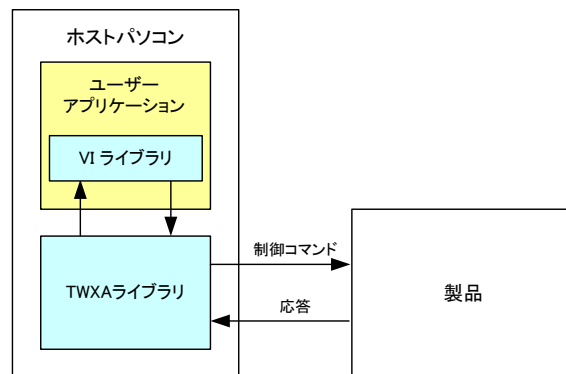 ホストパソコン
ユーザー
アプリケーション
VI ライブラリ
TWXAライブラリ
制御コマンド
応答
製品